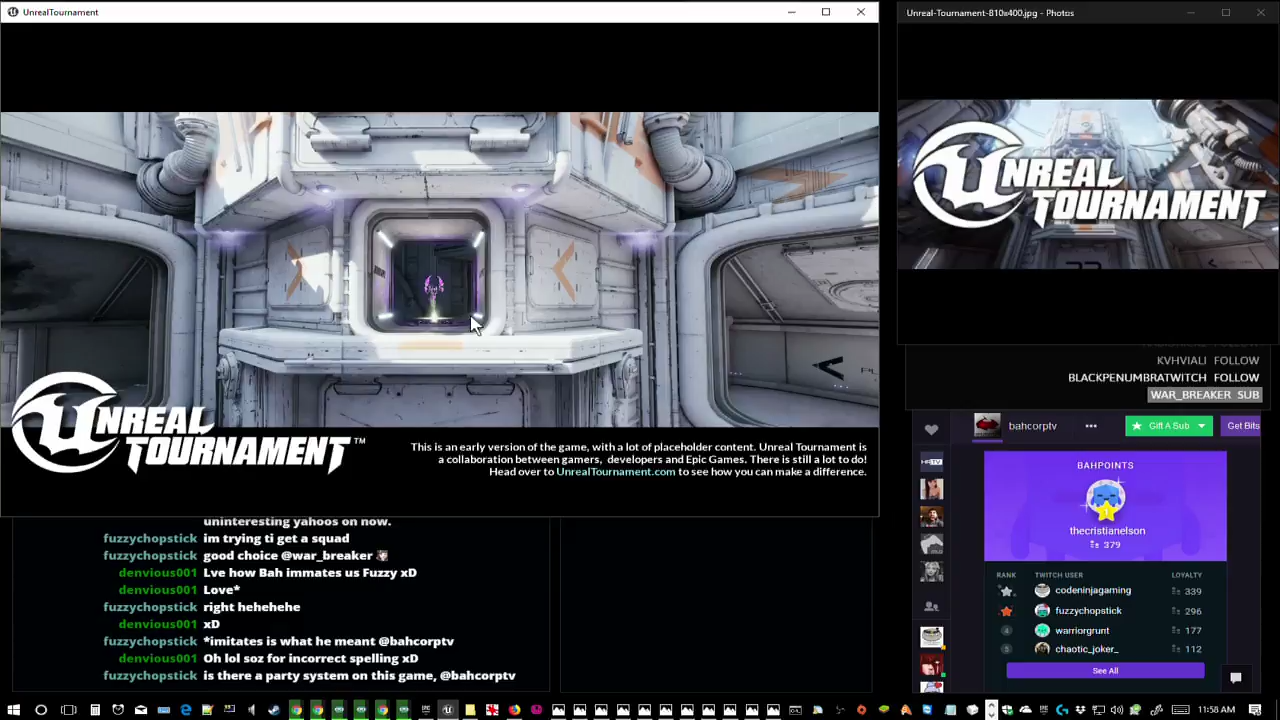 UnrealTournament
Unreal-Tournament-810x400.jpg - Photos
UNREAL
TOURNAMENT
KVHVIALI FOLLOW
BLACKPENUMBRATWITCH FOLLOW
WAR_BREAKER SUB
UNREAL
TOURNAMENT™
This is an early version of the game, with a lot of placeholder content. Unreal Tournament is
a collaboration between gamers, developers and Epic Games. There is still a lot to do!
Head over to UnrealTournament.com to see how you can make a difference.
bahcorptv
Gift A Sub
Get Bits
uninteresting yahoos on now.
fuzzychopstick im trying ti get a squad
fuzzychopstick good choice @war_breaker
denvious001 Lve how Bah immates us Fuzzy xD
denvious001 Love*
fuzzychopstick right hehehehe
denvious001 xD
fuzzychopstick *imitates is what he meant @bahcorptv
denvious001 Oh lol soz for incorrect spelling xD
fuzzychopstick is there a party system on this game, @bahcorptv
BAHPOINTS
thecristianelson
379
RANK TWITCH USER LOYALTY
codeninjagaming 339
fuzzychopstick 296
4 warriorgrunt 177
5 chaotic_joker_ 112
See All
11:58 AM